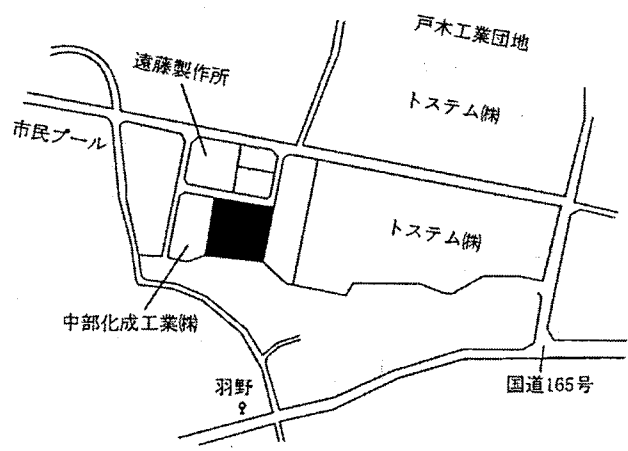 戸木工業団地
遠藤製作所
トステム㈱
市民プール
トステム㈱
中部化成工業㈱
羽野
国道165号